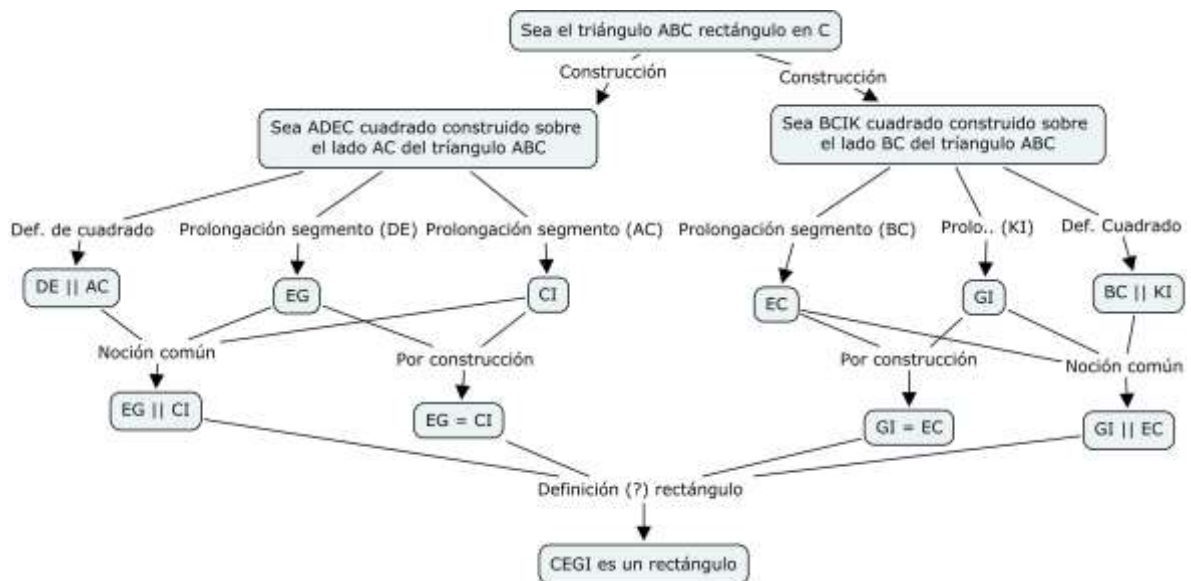 Sea el triángulo ABC rectángulo en C
Construcción
Construcción
Sea ADEC cuadrado construido sobre
el lado AC del tríangulo ABC
Sea BCIK cuadrado construido sobre
el lado BC del triangulo ABC
Def. de cuadrado
Prolongación segmento (DE)
Prolongación segmento (AC)
Prolongación segmento (BC)
Prolo.. (KI)
Def. Cuadrado
DE || AC
EG
CI
EC
GI
BC || KI
Noción común
Por construcción
Por construcción
Noción común
EG || CI
EG = CI
GI = EC
GI || EC
Definición (?) rectángulo
CEGI es un rectángulo